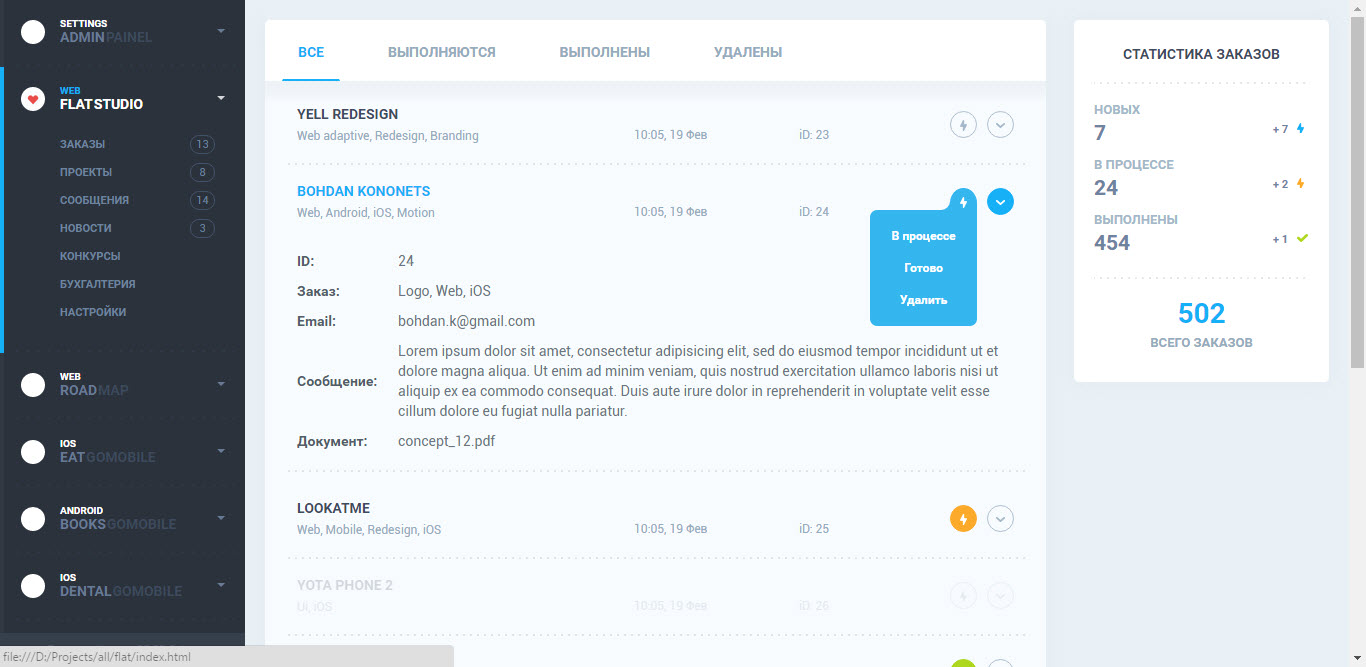 SETTINGS
ADMINPAINEL
WEB
FLATSTUDIO
ЗАКАЗЫ 13
ПРОЕКТЫ 8
СООБЩЕНИЯ 14
НОВОСТИ 3
КОНКУРСЫ
БУХГАЛТЕРИЯ
НАСТРОЙКИ
WEB
ROADMAP
IOS
EATGOMOBILE
ANDROID
BOOKSGOMOBILE
IOS
DENTALGOMOBILE
file:///D:/Projects/all/flat/index.html
ВСЕ ВЫПОЛНЯЮТСЯ ВЫПОЛНЕНЫ УДАЛЕНЫ
YELL REDESIGN
Web adaptive, Redesign, Branding 10:05, 19 Фев iD: 23
BOHDAN KONONETS
Web, Android, iOS, Motion 10:05, 19 Фев iD: 24
В процессе
Готово
Удалить
ID: 24
Заказ: Logo, Web, iOS
Email: bohdan.k@gmail.com
Сообщение: Lorem ipsum dolor sit amet, consectetur adipisicing elit, sed do eiusmod tempor incididunt ut et
dolore magna aliqua. Ut enim ad minim veniam, quis nostrud exercitation ullamco laboris nisi ut
aliquip ex ea commodo consequat. Duis aute irure dolor in reprehenderit in voluptate velit esse
cillum dolore eu fugiat nulla pariatur.
Документ: concept_12.pdf
LOOKATME
Web, Mobile, Redesign, iOS 10:05, 19 Фев iD: 25
YOTA PHONE 2
Ui, iOS 10:05, 19 Фев iD: 26
СТАТИСТИКА ЗАКАЗОВ
НОВЫХ
7 + 7
В ПРОЦЕССЕ
24 + 2
ВЫПОЛНЕНЫ
454 + 1
502
ВСЕГО ЗАКАЗОВ